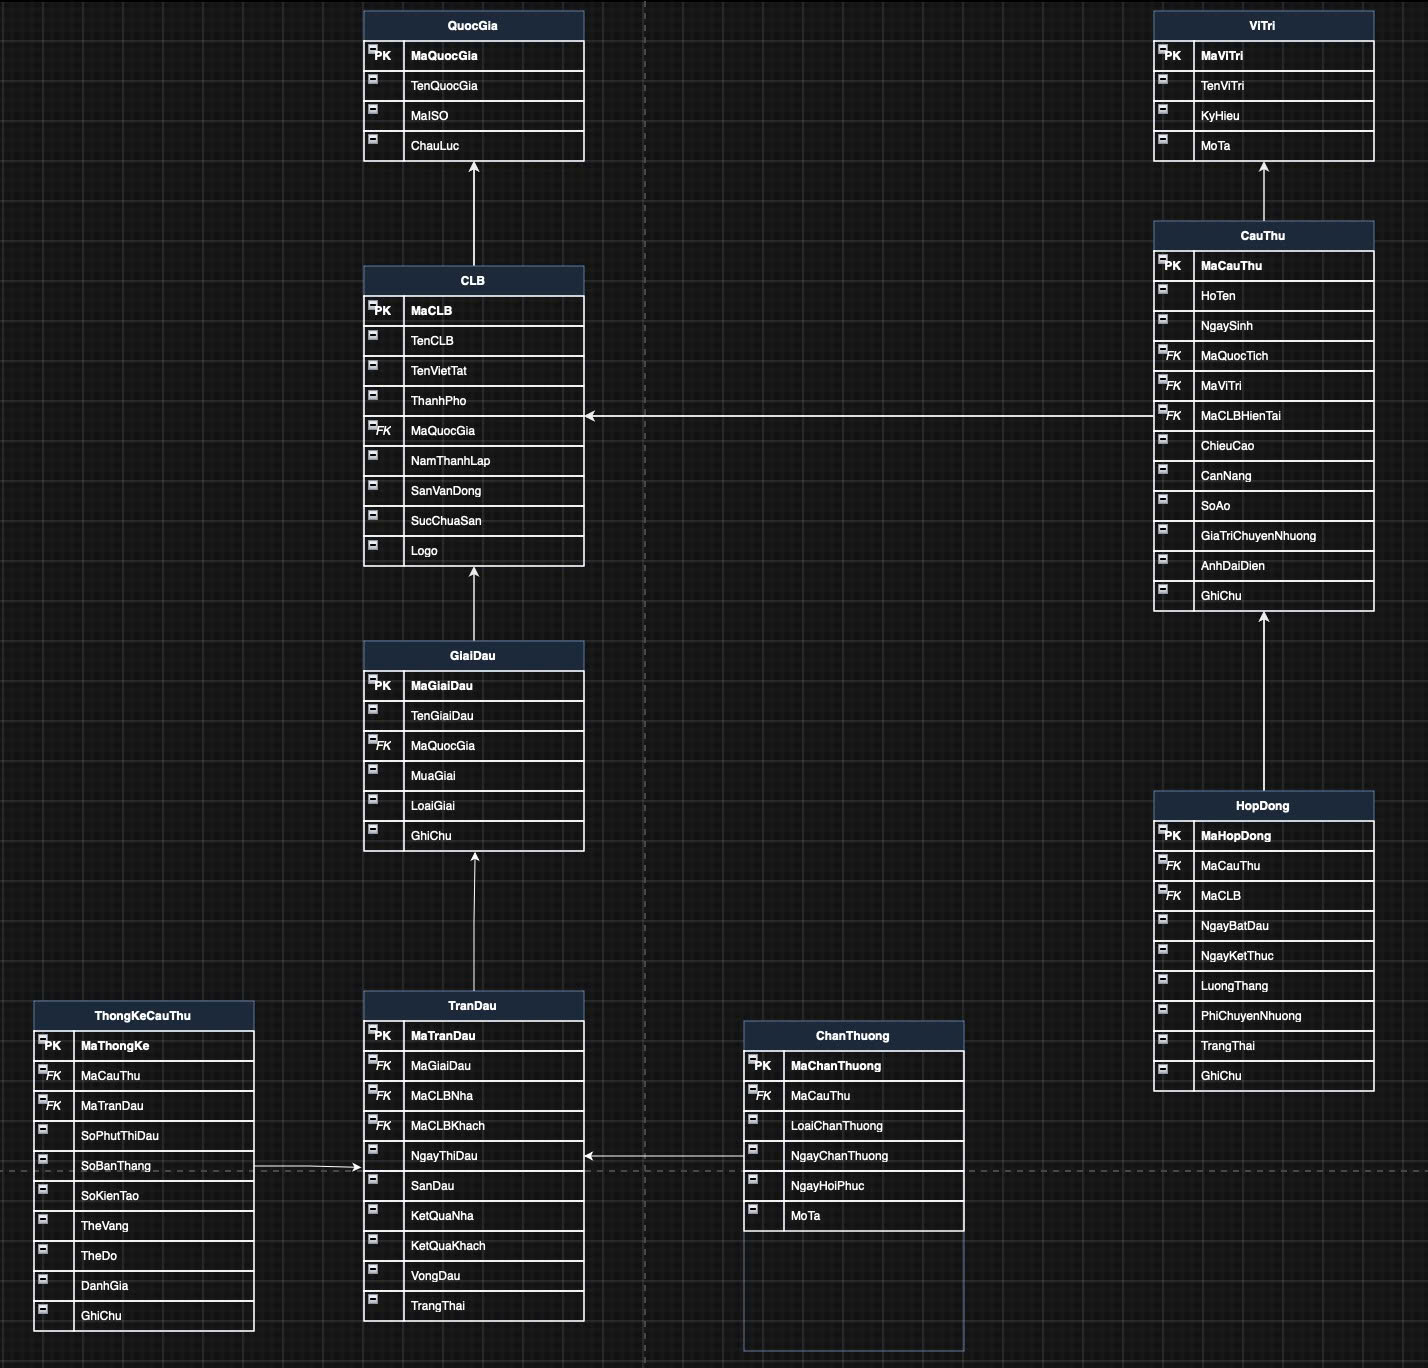 QuocGia
PK MaQuocGia
TenQuocGia
MaISO
ChauLuc
ViTri
PK MaViTri
TenViTri
KyHieu
MoTa
CLB
PK MaCLB
TenCLB
TenVietTat
ThanhPho
FK MaQuocGia
NamThanhLap
SanVanDong
SucChuaSan
Logo
CauThu
PK MaCauThu
HoTen
NgaySinh
FK MaQuocTich
FK MaViTri
FK MaCLBHienTai
ChieuCao
CanNang
SoAo
GiaTriChuyenNhuong
AnhDaiDien
GhiChu
GiaiDau
PK MaGiaiDau
TenGiaiDau
FK MaQuocGia
MuaGiai
LoaiGiai
GhiChu
HopDong
PK MaHopDong
FK MaCauThu
FK MaCLB
NgayBatDau
NgayKetThuc
LuongThang
PhiChuyenNhuong
TrangThai
GhiChu
ThongKeCauThu
PK MaThongKe
FK MaCauThu
FK MaTranDau
SoPhutThiDau
SoBanThang
SoKienTao
TheVang
TheDo
DanhGia
GhiChu
TranDau
PK MaTranDau
FK MaGiaiDau
FK MaCLBNha
FK MaCLBKhach
NgayThiDau
SanDau
KetQuaNha
KetQuaKhach
VongDau
TrangThai
ChanThuong
PK MaChanThuong
FK MaCauThu
LoaiChanThuong
NgayChanThuong
NgayHoiPhuc
MoTa